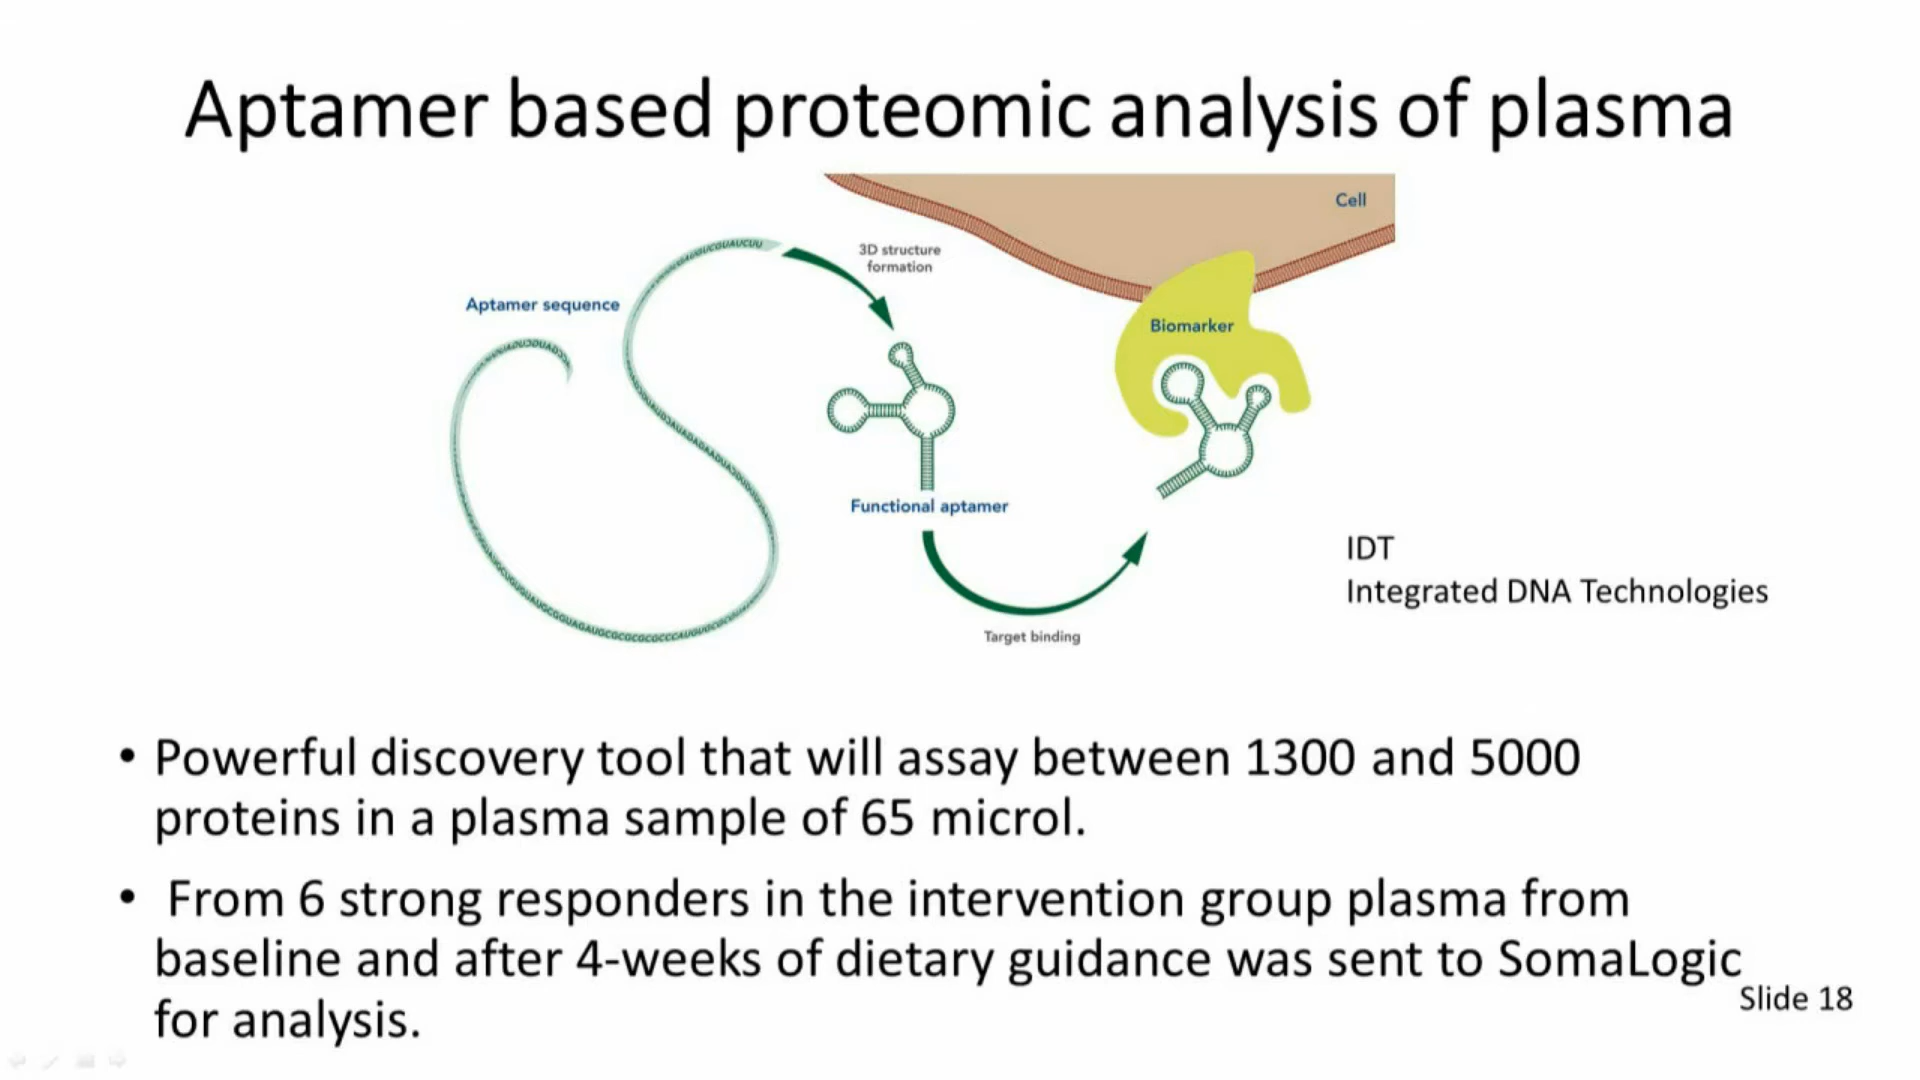 Aptamer based proteomic analysis of plasma
Cell
3D structure
formation
Aptamer sequence
Biomarker
Functional aptamer
IDT
Integrated DNA Technologies
Target binding
• Powerful discovery tool that will assay between 1300 and 5000
proteins in a plasma sample of 65 microl.
• From 6 strong responders in the intervention group plasma from
baseline and after 4-weeks of dietary guidance was sent to SomaLogic
for analysis.
Slide 18